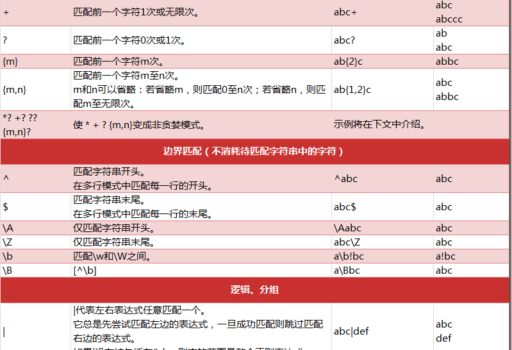 + 匹配前一个字符1次或无限次。 abc+ abc
abccc
? 匹配前一个字符0次或1次。 abc? ab
abc
{m} 匹配前一个字符m次。 ab{2}c abbc
{m,n} 匹配前一个字符m至n次。
m和n可以省略：若省略m，则匹配0至n次；若省略n，则匹
配m至无限次。 ab{1,2}c abc
abbc
*? +? ??
{m,n}? 使 * + ? {m,n}变成非贪婪模式。 示例将在下文中介绍。
边界匹配（不消耗待匹配字符串中的字符）
^ 匹配字符串开头。
在多行模式中匹配每一行的开头。 ^abc abc
$ 匹配字符串末尾。
在多行模式中匹配每一行的末尾。 abc$ abc
\A 仅匹配字符串开头。 \Aabc abc
\Z 仅匹配字符串末尾。 abc\Z abc
\b 匹配\w和\W之间。 a\b!bc a!bc
\B [^\b] a\Bbc abc
逻辑、分组
| |代表左右表达式任意匹配一个。
它总是先尝试匹配左边的表达式，一旦成功匹配则跳过匹配
右边的表达式。 abc|def abc
def